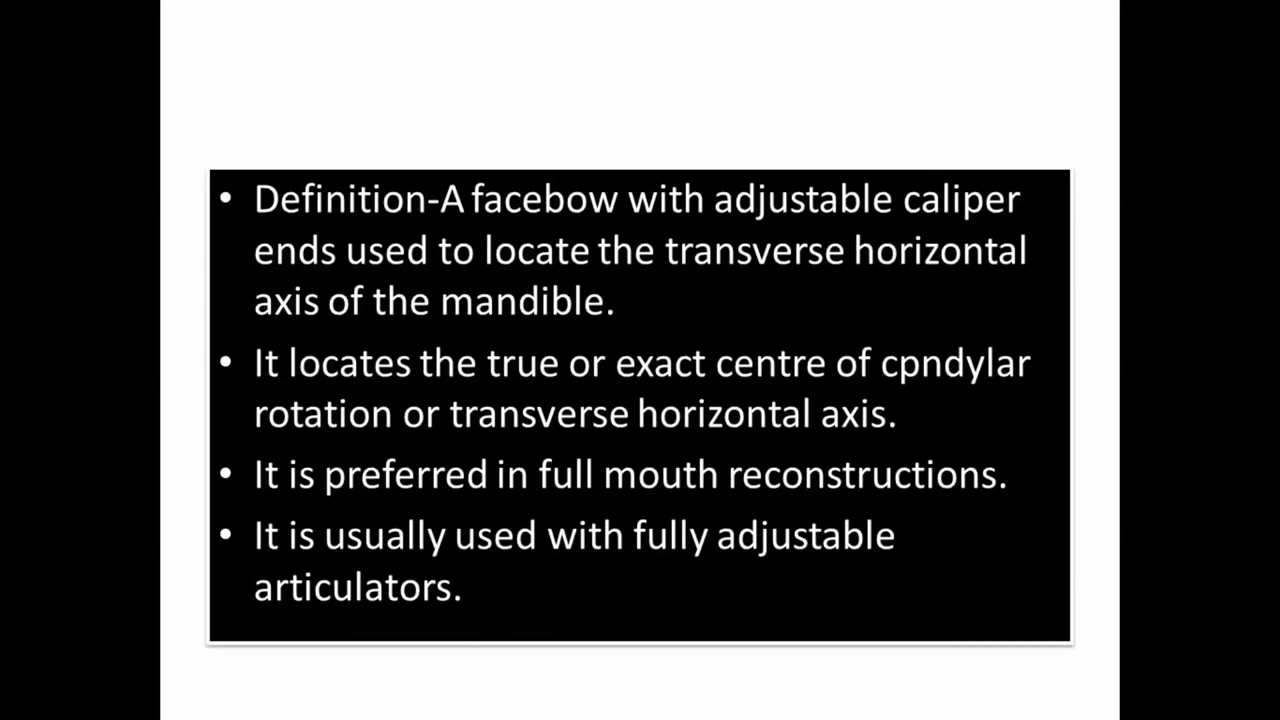 • Definition-A facebow with adjustable caliper
ends used to locate the transverse horizontal
axis of the mandible.
• It locates the true or exact centre of cpndylar
rotation or transverse horizontal axis.
• It is preferred in full mouth reconstructions.
• It is usually used with fully adjustable
articulators.